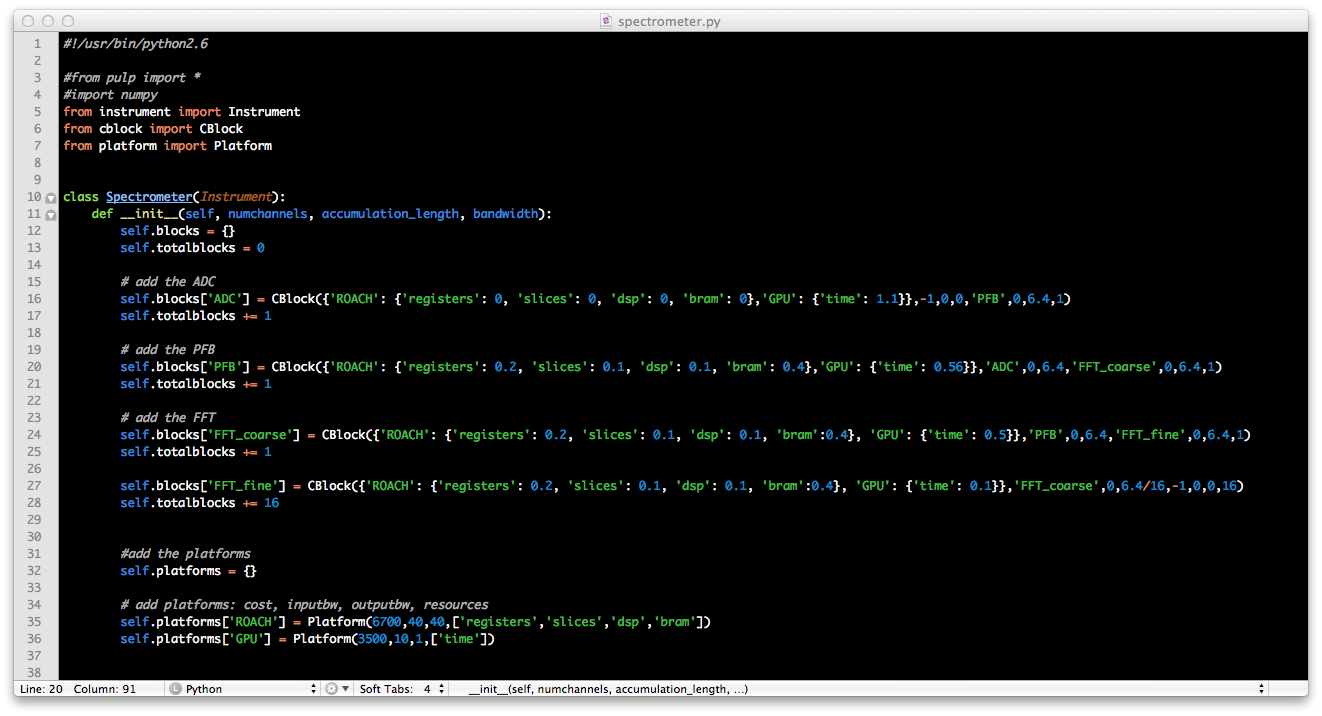 spectrometer.py
1 #!/usr/bin/python2.6
2
3 #from pulp import *
4 #import numpy
5 from instrument import Instrument
6 from cblock import CBlock
7 from platform import Platform
8
9
10 class Spectrometer(Instrument):
11     def __init__(self, numchannels, accumulation_length, bandwidth):
12         self.blocks = {}
13         self.totalblocks = 0
14
15         # add the ADC
16         self.blocks['ADC'] = CBlock({'ROACH': {'registers': 0, 'slices': 0, 'dsp': 0, 'bram': 0},'GPU': {'time': 1.1}},-1,0,0,'PFB',0,6.4,1)
17         self.totalblocks += 1
18
19         # add the PFB
20         self.blocks['PFB'] = CBlock({'ROACH': {'registers': 0.2, 'slices': 0.1, 'dsp': 0.1, 'bram': 0.4},'GPU': {'time': 0.56}},'ADC',0,6.4,'FFT_coarse',0,6.4,1)
21         self.totalblocks += 1
22
23         # add the FFT
24         self.blocks['FFT_coarse'] = CBlock({'ROACH': {'registers': 0.2, 'slices': 0.1, 'dsp': 0.1, 'bram':0.4}, 'GPU': {'time': 0.5}},'PFB',0,6.4,'FFT_fine',0,6.4,1)
25         self.totalblocks += 1
26
27         self.blocks['FFT_fine'] = CBlock({'ROACH': {'registers': 0.2, 'slices': 0.1, 'dsp': 0.1, 'bram':0.4}, 'GPU': {'time': 0.1}},'FFT_coarse',0,6.4/16,-1,0,0,16)
28         self.totalblocks += 16
29
30
31         #add the platforms
32         self.platforms = {}
33
34         # add platforms: cost, inputbw, outputbw, resources
35         self.platforms['ROACH'] = Platform(6700,40,40,['registers','slices','dsp','bram'])
36         self.platforms['GPU'] = Platform(3500,10,1,['time'])
37
38
Line: 20 Column: 91 L Python Soft Tabs: 4 __init__(self, numchannels, accumulation_length, …)